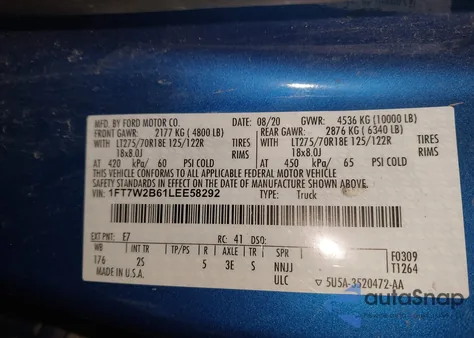 MFD. BY FORD MOTOR CO. 08/20 GVWR: 4536 KG (10000 LB)
FRONT GAWR: 2177 KG (4800 LB) REAR GAWR: 2876 KG (6340 LB)
WITH LT275/70R18E 125/122R TIRES WITH LT275/70R18E 125/122R TIRES
18x8.0J RIMS 18x8.0J RIMS
AT 420 kPa/ 60 PSI COLD AT 450 kPa/ 65 PSI COLD
THIS VEHICLE CONFORMS TO ALL APPLICABLE FEDERAL MOTOR
VEHICLE SAFETY STANDARDS IN EFFECT ON THE DATE OF MANUFACTURE SHOWN ABOVE.
VIN: 1FT7W2B61LEE58292 TYPE: Truck
EXT PNT: E7 RC: 41 DSO:
WB INT TR TP/PS R AXLE TR SPR F0309
176 2S 5 3E S NNJJ T1264
MADE IN U.S.A. ULC ▽ 5U5A-3520472-AA
autoSnap
POWERED BY